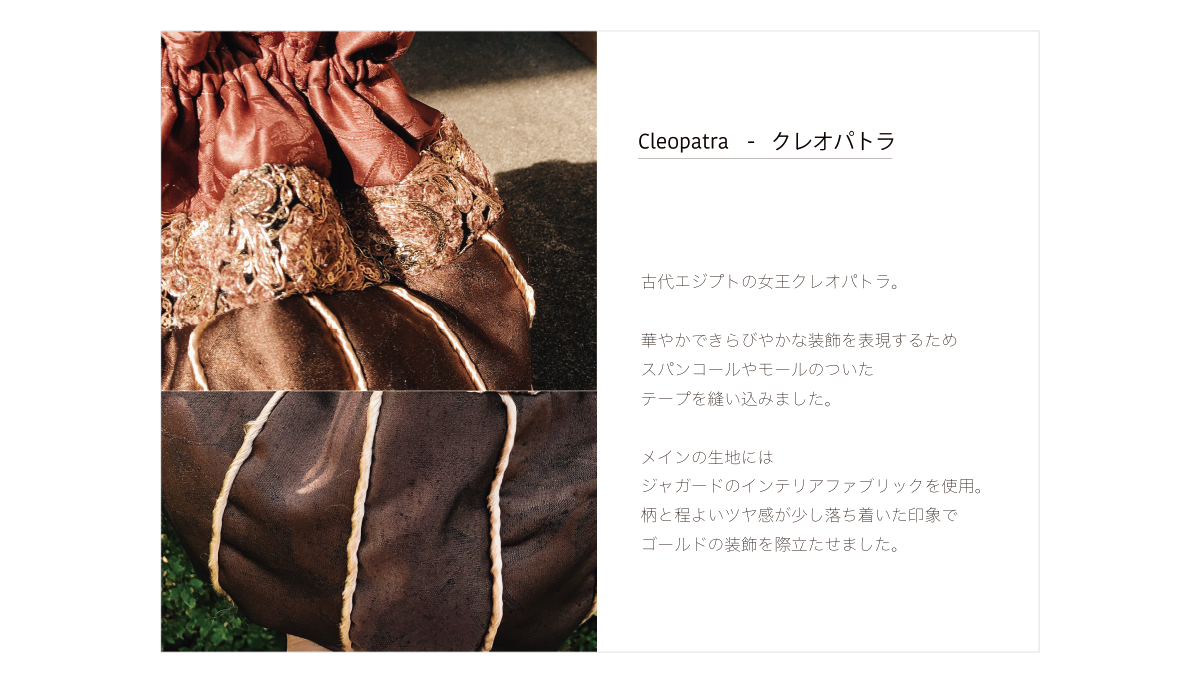 Cleopatra - クレオパトラ
古代エジプトの女王クレオパトラ。
華やかできらびやかな装飾を表現するため
スパンコールやモールのついた
テープを縫い込みました。
メインの生地には
ジャガードのインテリアファブリックを使用。
柄と程よいツヤ感が少し落ち着いた印象で
ゴールドの装飾を際立たせました。